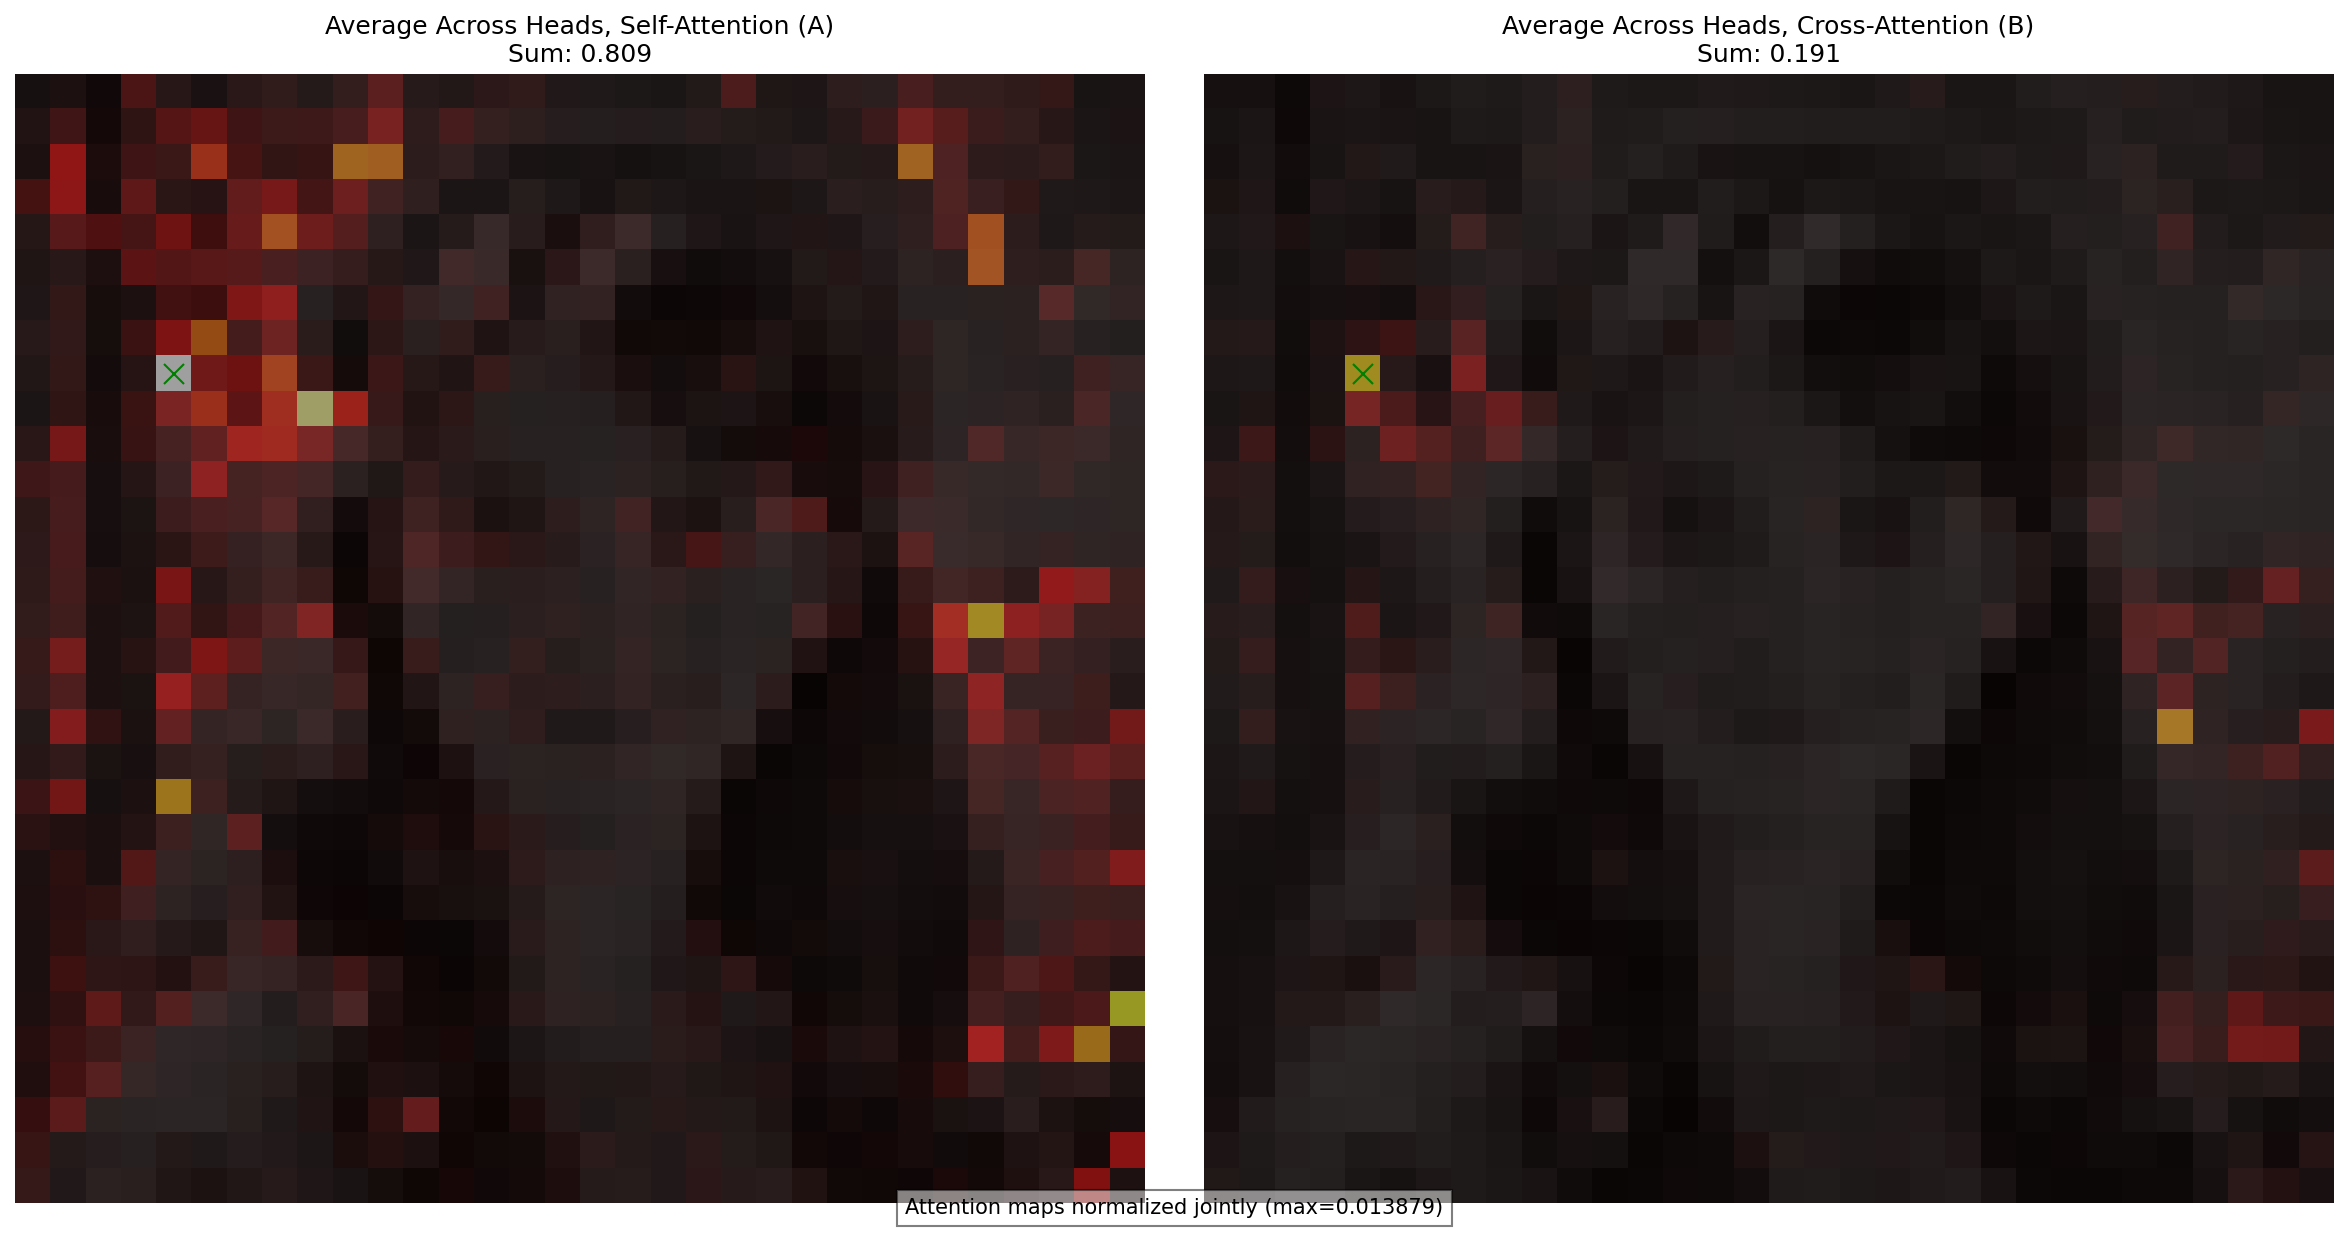 Average Across Heads, Self-Attention (A)
Sum: 0.809
Average Across Heads, Cross-Attention (B)
Sum: 0.191
Attention maps normalized jointly (max=0.013879)